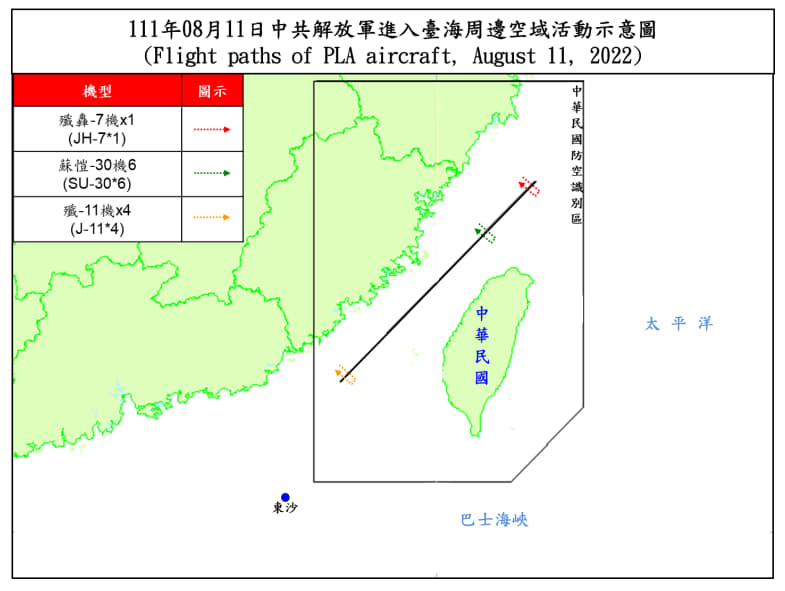 111年08月11日中共解放軍進入臺海周邊空域活動示意圖
(Flight paths of PLA aircraft, August 11, 2022)
機型 圖示
殲轟-7機x1
(JH-7*1)
蘇愷-30機6
(SU-30*6)
殲-11機x4
(J-11*4)
中華民國防空識別區
中華民國
太平洋
東沙
巴士海峽